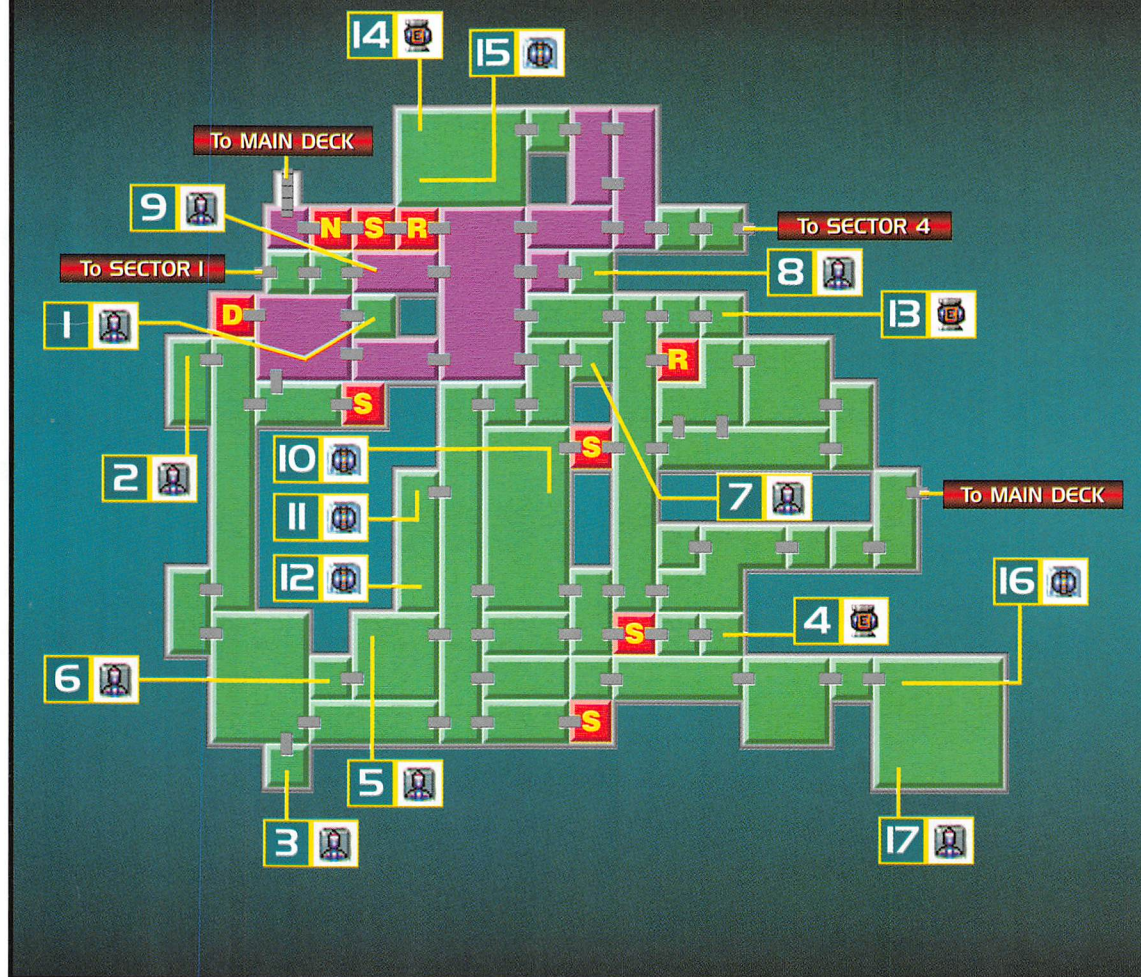 14
15
To MAIN DECK
9
N S R
To SECTOR 4
To SECTOR 1
8
1
D
13
R
S
2
10
S
7
To MAIN DECK
11
12
16
4
S
6
S
5
3
17
E
E
E